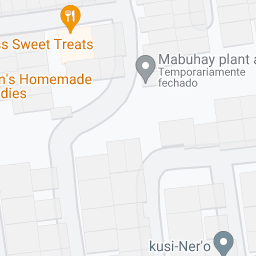 ss Sweet Treats
Mabuhay plant a
Temporariamente
fechado
n's Homemade
dies
kusi-Ner'o